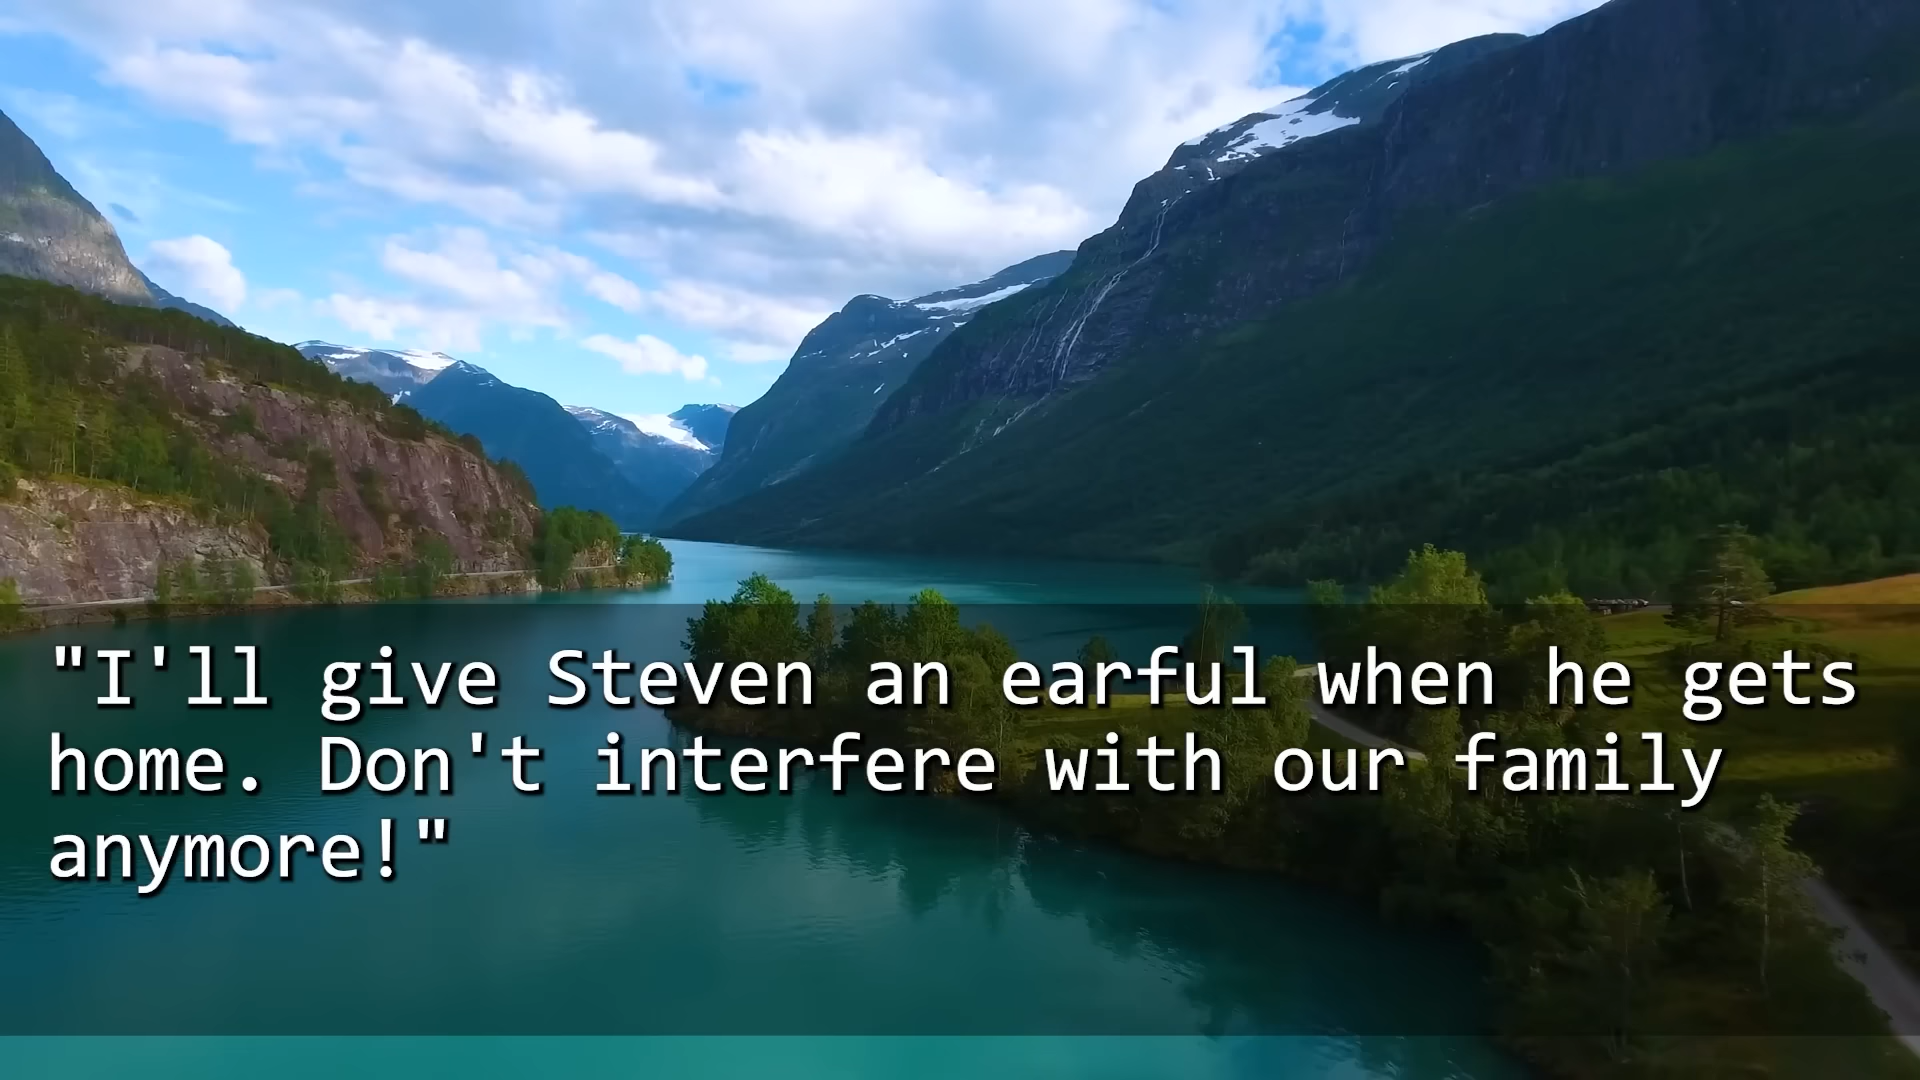 "I'll give Steven an earful when he gets
home. Don't interfere with our family
anymore!"